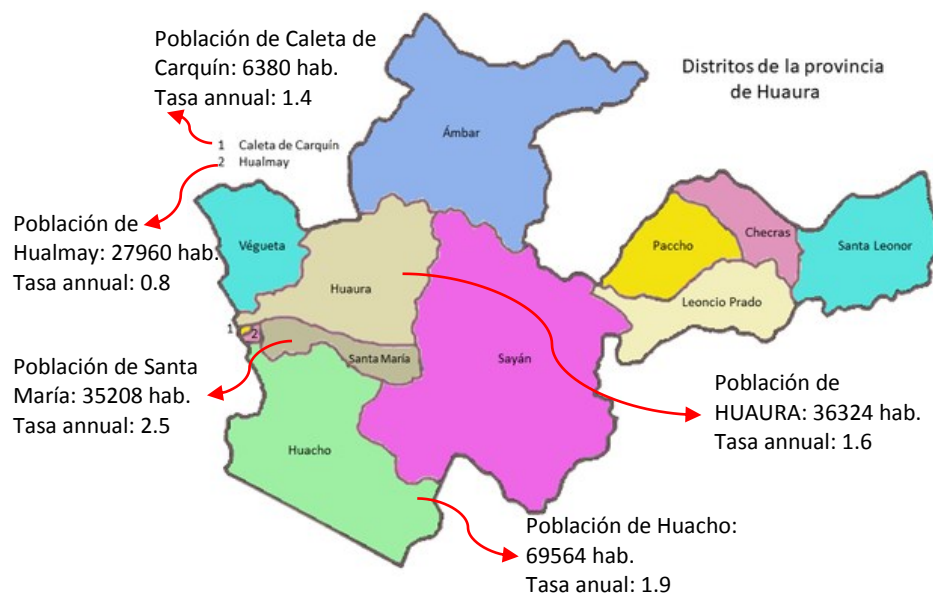 Población de Caleta de
Carquín: 6380 hab.
Tasa annual: 1.4
Distritos de la provincia
de Huaura
1 Caleta de Carquín
2 Hualmay
Ámbar
Población de
Hualmay: 27960 hab.
Tasa annual: 0.8
Végueta
Huaura
Paccho
Checras
Santa Leonor
Leoncio Prado
1
2
Santa María
Sayán
Población de Santa
María: 35208 hab.
Tasa annual: 2.5
Población de
HUAURA: 36324 hab.
Tasa annual: 1.6
Huacho
Población de Huacho:
69564 hab.
Tasa anual: 1.9